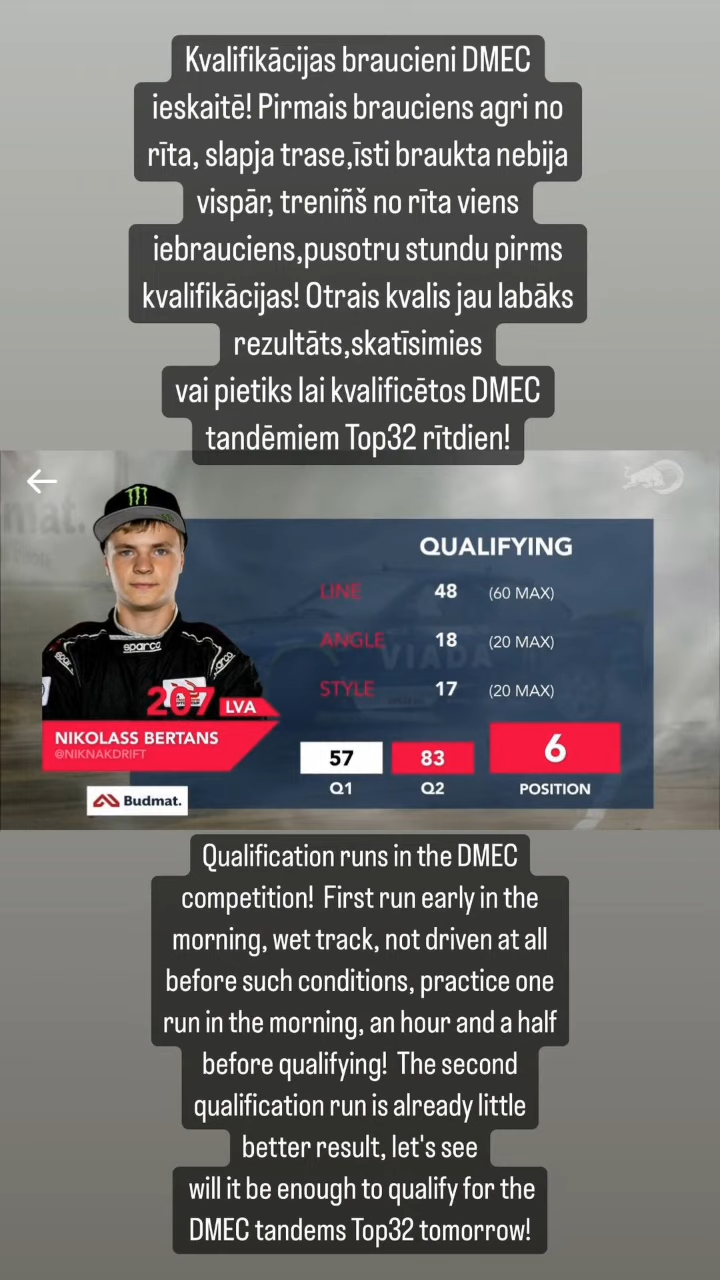 Kvalifikācijas braucieni DMEC
ieskaitē! Pirmais brauciens agri no
rīta, slapja trase,īsti braukta nebija
vispār, treniñš no rīta viens
iebrauciens,pusotru stundu pirms
kvalifikācijas! Otrais kvalis jau labāks
rezultāts,skatīsimies
vai pietiks lai kvalificētos DMEC
tandēmiem Top32 rītdien!
mat.
QUALIFYING
LINE 48 (60 MAX)
ANGLE 18 (20 MAX)
VIADA
STYLE 17 (20 MAX)
sparco
207 LVA
NIKOLASS BERTANS
@NIKNAKDRIFT
57 83 6
Q1 Q2 POSITION
Budmat.
Qualification runs in the DMEC
competition! First run early in the
morning, wet track, not driven at all
before such conditions, practice one
run in the morning, an hour and a half
before qualifying! The second
qualification run is already little
better result, let's see
will it be enough to qualify for the
DMEC tandems Top32 tomorrow!